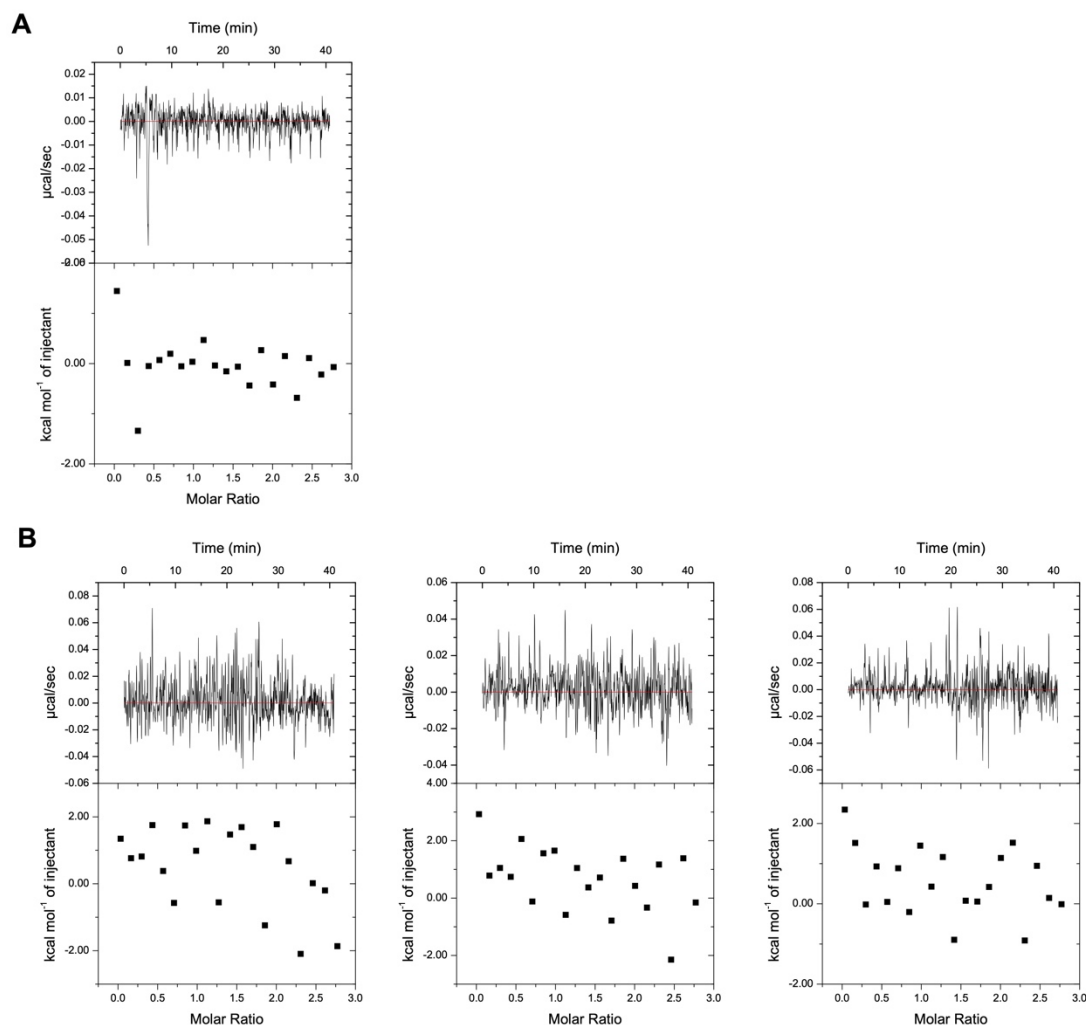 A
Time (min)
0 10 20 30 40
0.02
0.01
0.00
-0.01
-0.02
-0.03
-0.04
-0.05
µcal/sec
0.00
-2.00
kcal mol⁻¹ of injectant
0.0 0.5 1.0 1.5 2.0 2.5 3.0
Molar Ratio
B
Time (min)
0 10 20 30 40
0.08
0.06
0.04
0.02
0.00
-0.02
-0.04
-0.06
µcal/sec
2.00
0.00
-2.00
kcal mol⁻¹ of injectant
0.0 0.5 1.0 1.5 2.0 2.5 3.0
Molar Ratio
Time (min)
0 10 20 30 40
0.06
0.04
0.02
0.00
-0.02
-0.04
µcal/sec
4.00
2.00
0.00
-2.00
kcal mol⁻¹ of injectant
0.0 0.5 1.0 1.5 2.0 2.5 3.0
Molar Ratio
Time (min)
0 10 20 30 40
0.08
0.06
0.04
0.02
0.00
-0.02
-0.04
-0.06
µcal/sec
2.00
0.00
-2.00
kcal mol⁻¹ of injectant
0.0 0.5 1.0 1.5 2.0 2.5 3.0
Molar Ratio